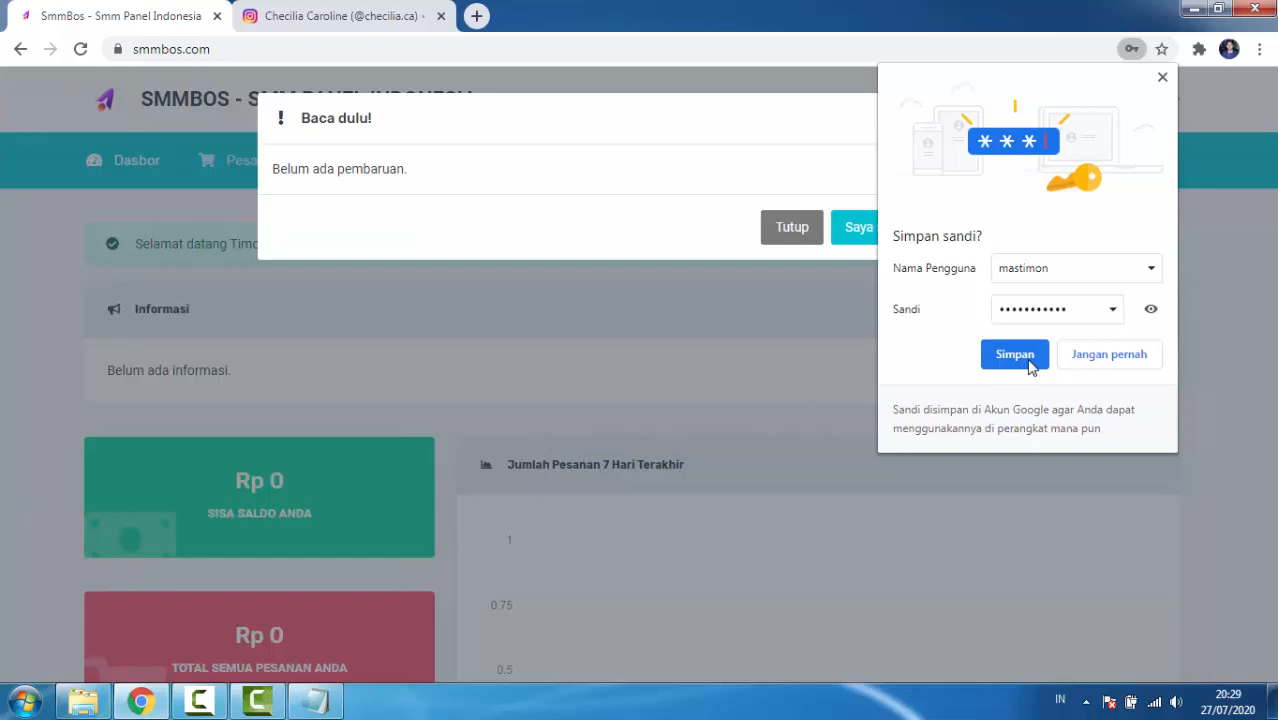 SmmBos - Smm Panel Indonesia
Checilia Caroline (@checilia.ca)
smmbos.com
SMMBOS - SMM PANEL INDONESIA
Baca dulu!
Belum ada pembaruan.
Tutup
Saya
Dasbor
Pesa
Selamat datang Timo
Informasi
Belum ada informasi.
Simpan sandi?
Nama Pengguna
mastimon
Sandi
•••••••••••
Simpan
Jangan pernah
Sandi disimpan di Akun Google agar Anda dapat
menggunakannya di perangkat mana pun
Rp 0
SISA SALDO ANDA
Rp 0
TOTAL SEMUA PESANAN ANDA
Jumlah Pesanan 7 Hari Terakhir
1
0.75
0.5
IN
20:29
27/07/2020